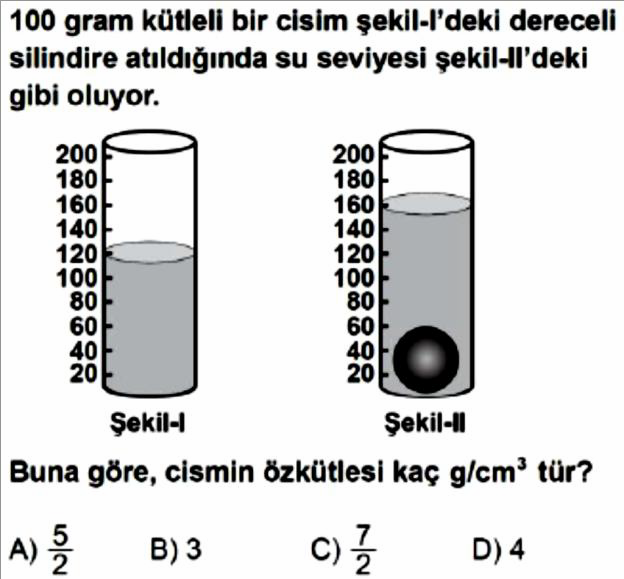 100 gram kütleli bir cisim şekil-I'deki dereceli
silindire atıldığında su seviyesi şekil-II'deki
gibi oluyor.
200 200
180 180
160 160
140 140
120 120
100 100
80 80
60 60
40 40
20 20
Şekil-I Şekil-II
Buna göre, cismin özkütlesi kaç g/cm³ tür?
A) 5/2 B) 3 C) 7/2 D) 4